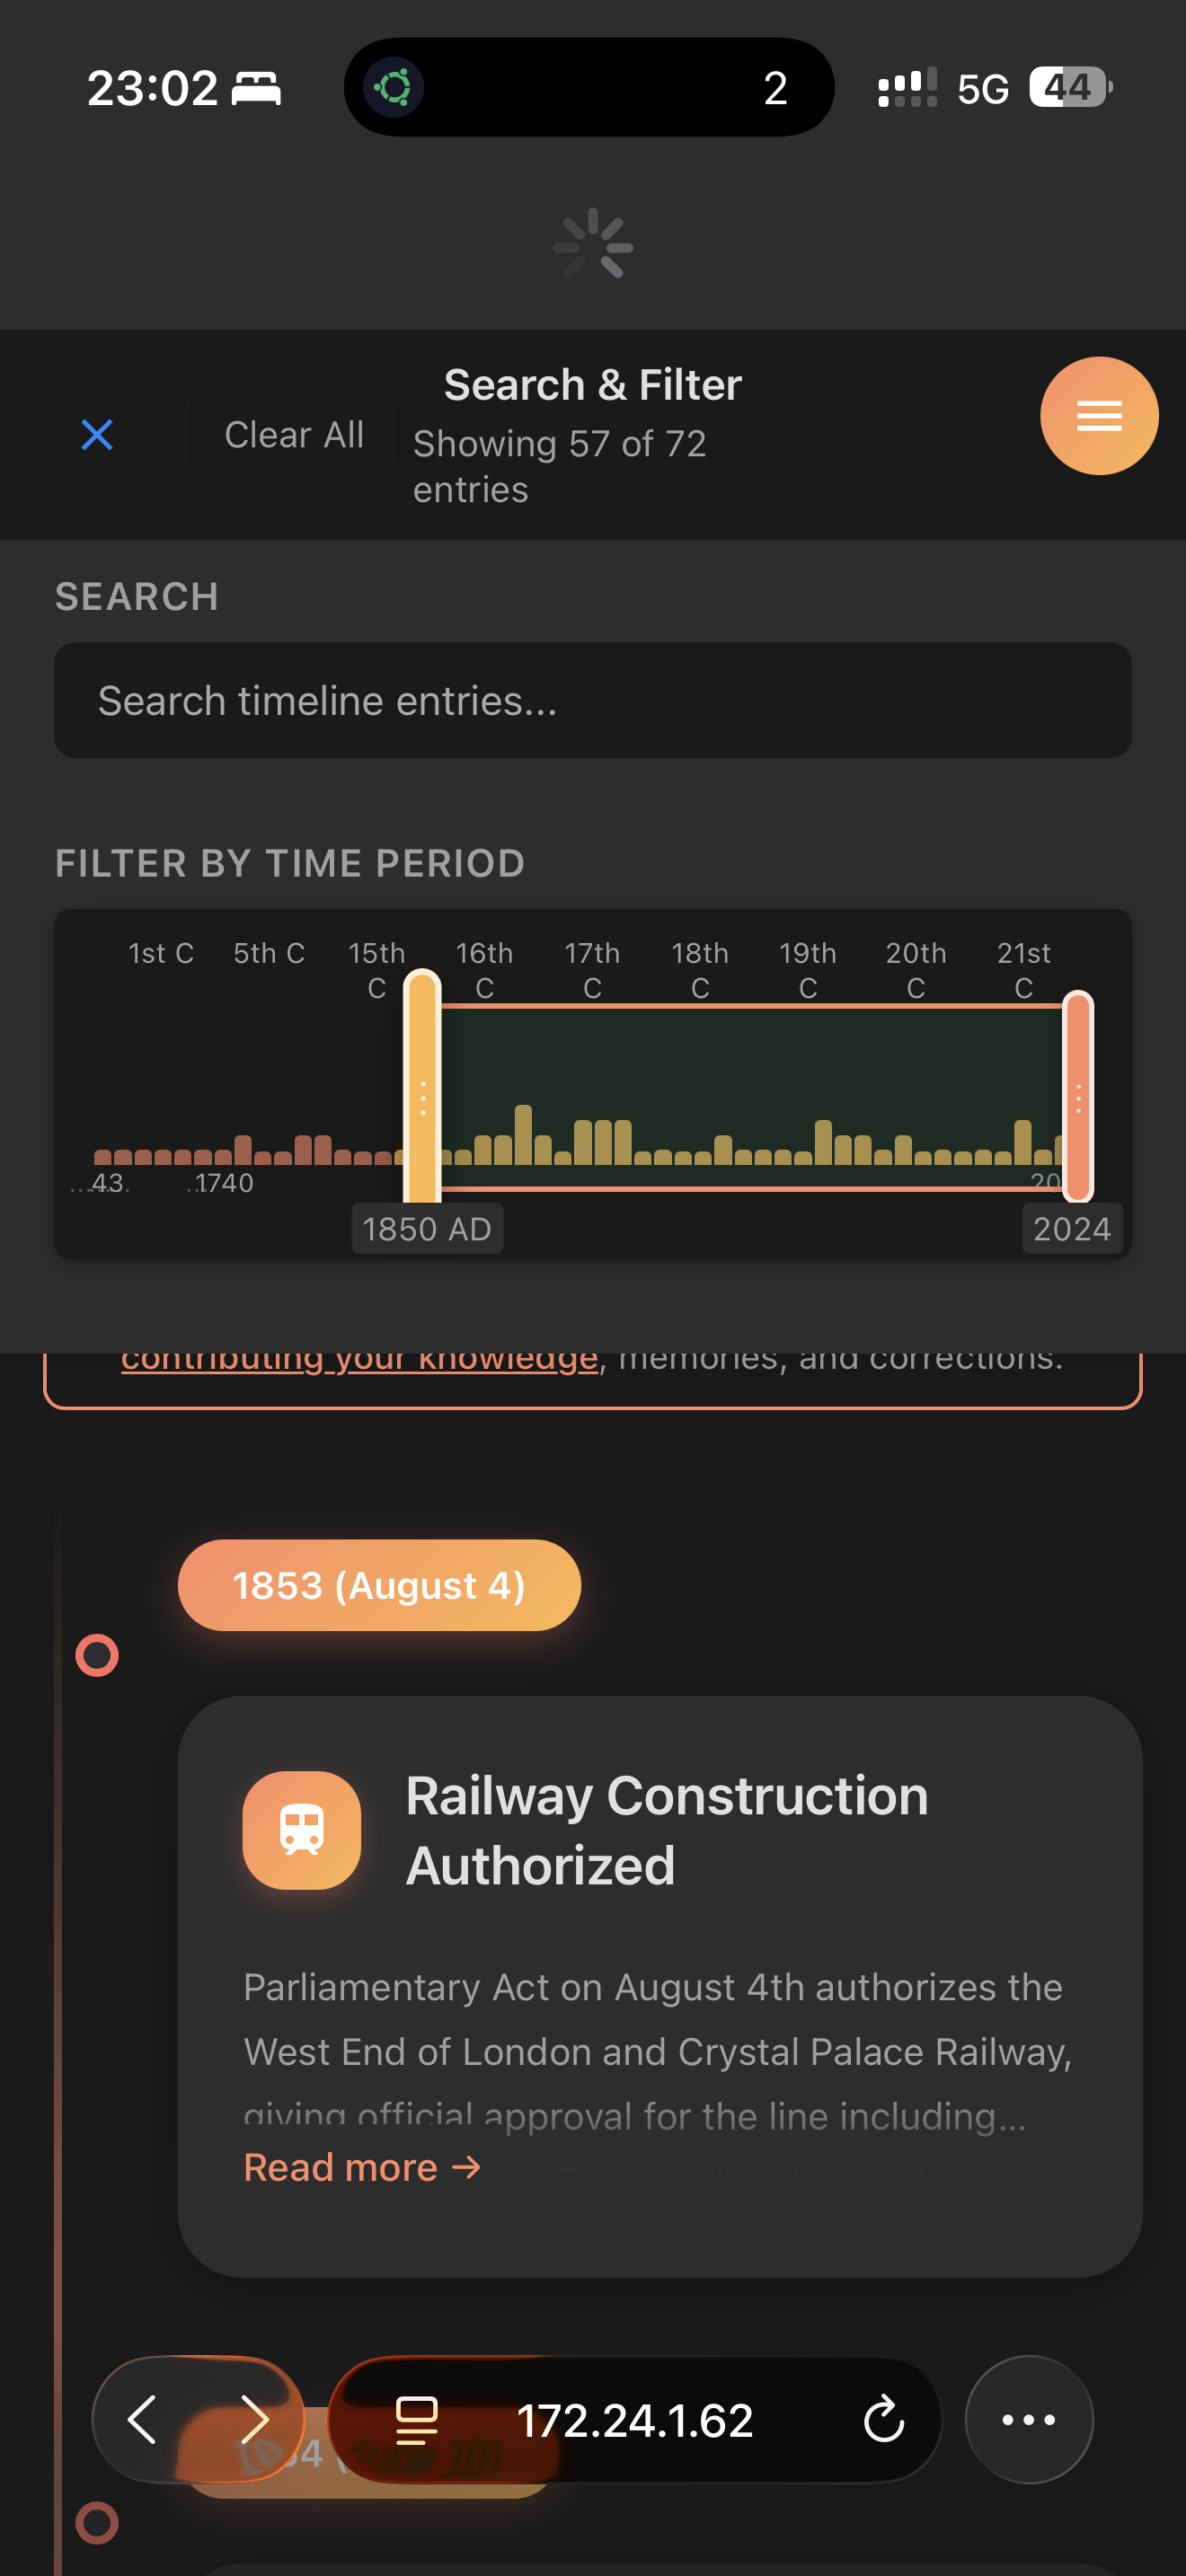 23:02
2
5G
44
Search & Filter
Clear All
Showing 57 of 72
entries
SEARCH
Search timeline entries...
FILTER BY TIME PERIOD
1st C 5th C 15th C 16th C 17th C 18th C 19th C 20th C 21st C
43 1740 20
1850 AD 2024
contributing your knowledge, memories, and corrections.
1853 (August 4)
Railway Construction
Authorized
Parliamentary Act on August 4th authorizes the
West End of London and Crystal Palace Railway,
giving official approval for the line including...
Read more →
172.24.1.62